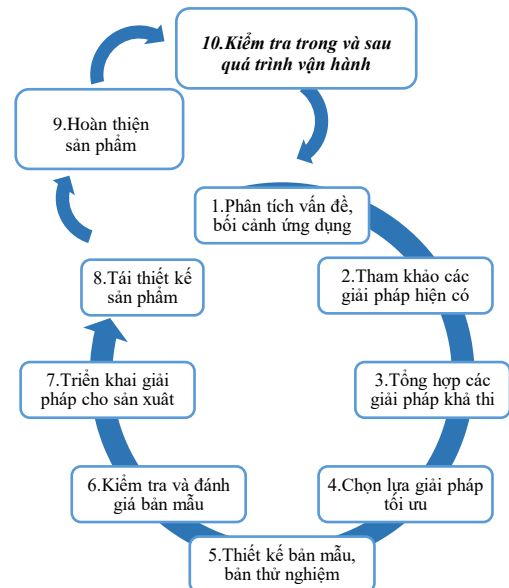 10.Kiểm tra trong và sau
quá trình vận hành
9.Hoàn thiện
sản phẩm
1.Phân tích vấn đề,
bối cảnh ứng dụng
8.Tái thiết kế
sản phẩm
2.Tham khảo các
giải pháp hiện có
7.Triển khai giải
pháp cho sản xuât
3.Tổng hợp các
giải pháp khả thi
6.Kiểm tra và đánh
giá bản mẫu
4.Chọn lựa giải pháp
tối ưu
5.Thiết kế bản mẫu,
bản thử nghiệm